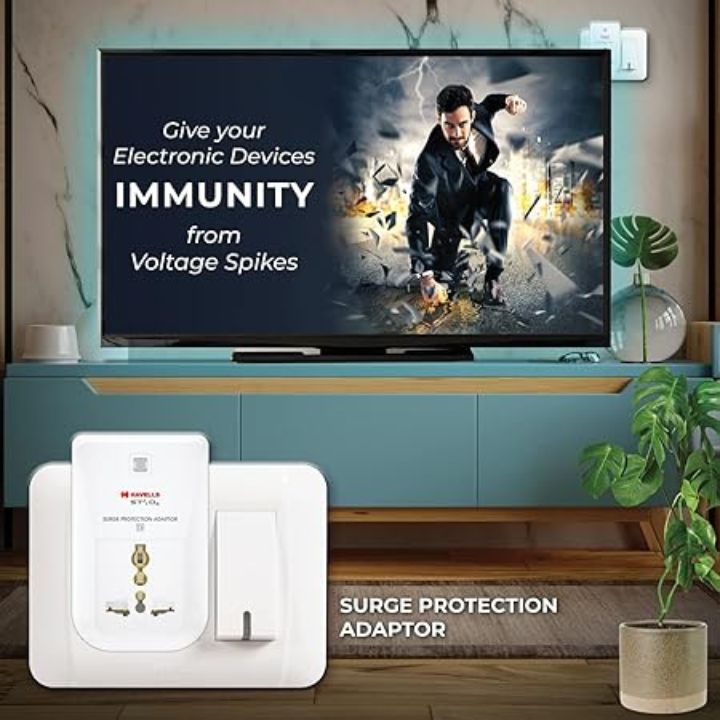 Give your
Electronic Devices
IMMUNITY
from
Voltage Spikes
HAVELLS
SURGE PROTECTION ADAPTOR
SURGE PROTECTION
ADAPTOR